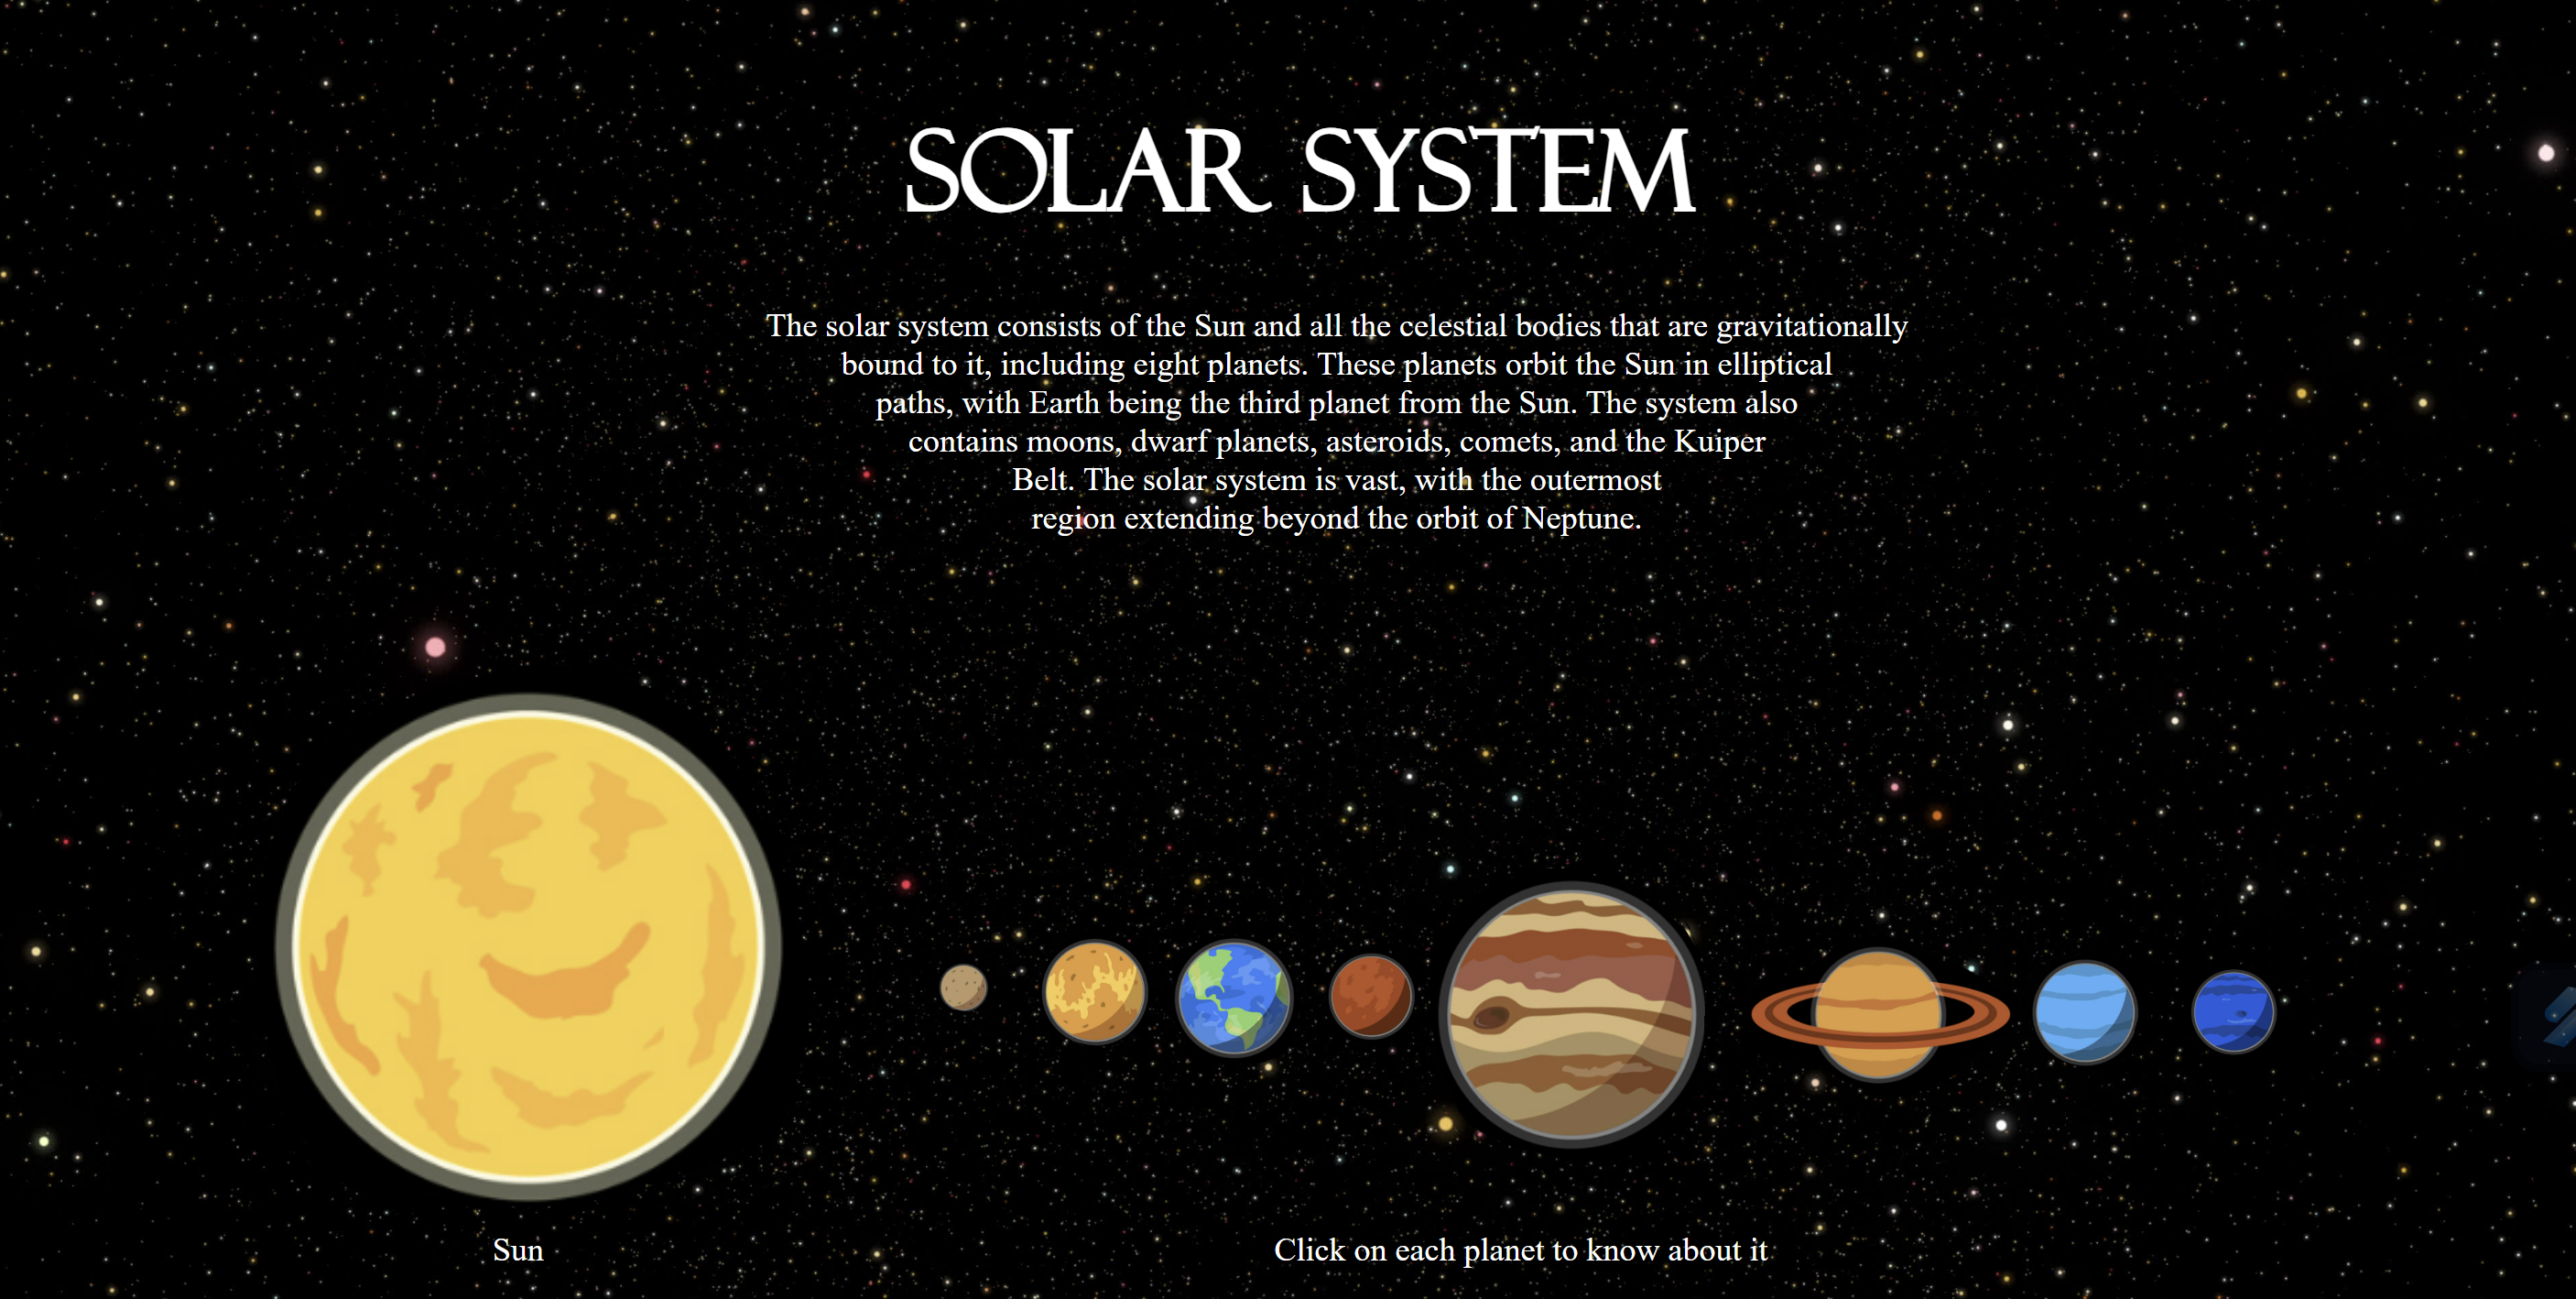 SOLAR SYSTEM
The solar system consists of the Sun and all the celestial bodies that are gravitationally
bound to it, including eight planets. These planets orbit the Sun in elliptical
paths, with Earth being the third planet from the Sun. The system also
contains moons, dwarf planets, asteroids, comets, and the Kuiper
Belt. The solar system is vast, with the outermost
region extending beyond the orbit of Neptune.
Sun
Click on each planet to know about it